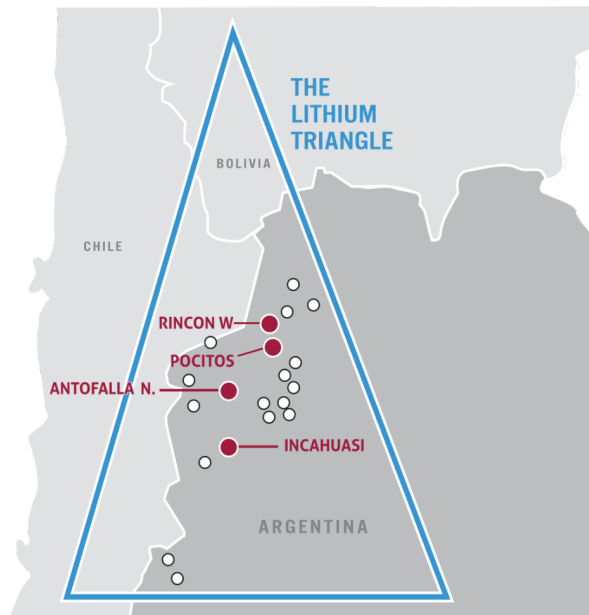 THE
LITHIUM
TRIANGLE
BOLIVIA
CHILE
RINCON W
POCITOS
ANTOFALLA N.
INCAHUASI
ARGENTINA